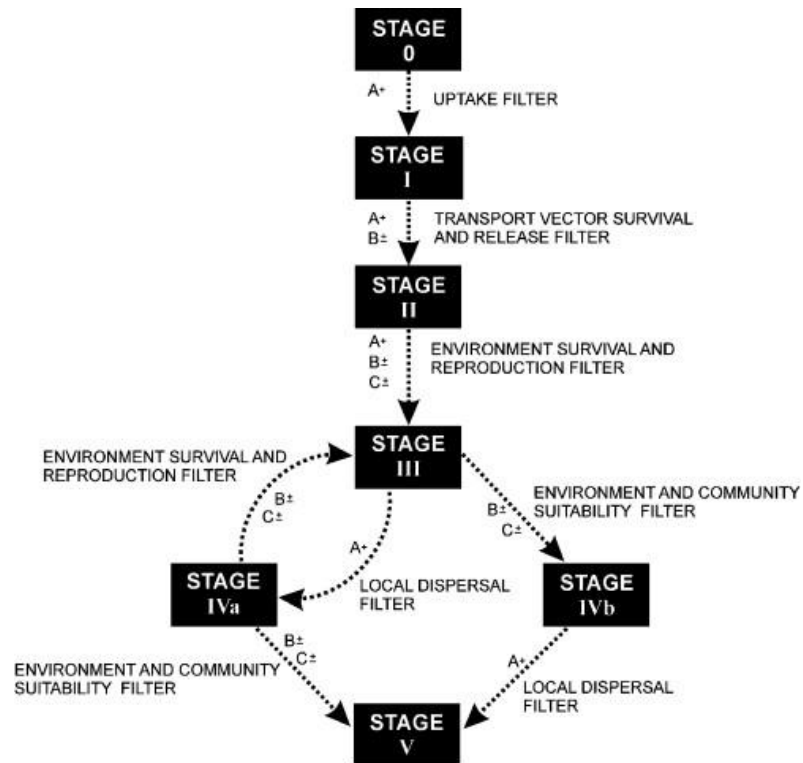 STAGE
0
A+
UPTAKE FILTER
STAGE
I
A+
B±
TRANSPORT VECTOR SURVIVAL
AND RELEASE FILTER
STAGE
II
A+
B±
C±
ENVIRONMENT SURVIVAL AND
REPRODUCTION FILTER
STAGE
III
ENVIRONMENT SURVIVAL AND
REPRODUCTION FILTER
B±
C±
A+
LOCAL DISPERSAL
FILTER
B±
C±
ENVIRONMENT AND COMMUNITY
SUITABILITY FILTER
STAGE
IVa
STAGE
IVb
B±
C±
ENVIRONMENT AND COMMUNITY
SUITABILITY FILTER
A+
LOCAL DISPERSAL
FILTER
STAGE
V